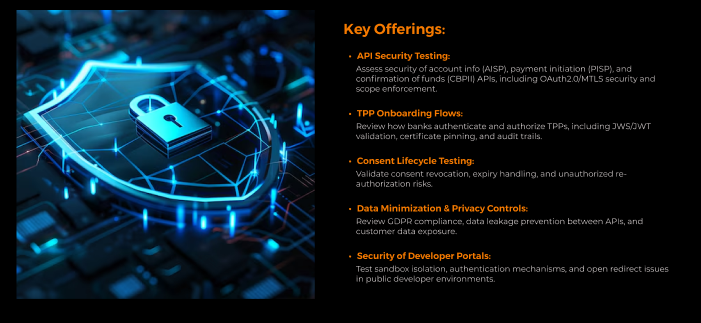 Key Offerings:
• API Security Testing:
Assess security of account info (AISP), payment initiation (PISP), and
confirmation of funds (CBPII) APIs, including OAuth2.0/MTLS security and
scope enforcement.
• TPP Onboarding Flows:
Review how banks authenticate and authorize TPPs, including JWS/JWT
validation, certificate pinning, and audit trails.
• Consent Lifecycle Testing:
Validate consent revocation, expiry handling, and unauthorized re-
authorization risks.
• Data Minimization & Privacy Controls:
Review GDPR compliance, data leakage prevention between APIs, and
customer data exposure.
• Security of Developer Portals:
Test sandbox isolation, authentication mechanisms, and open redirect issues
in public developer environments.